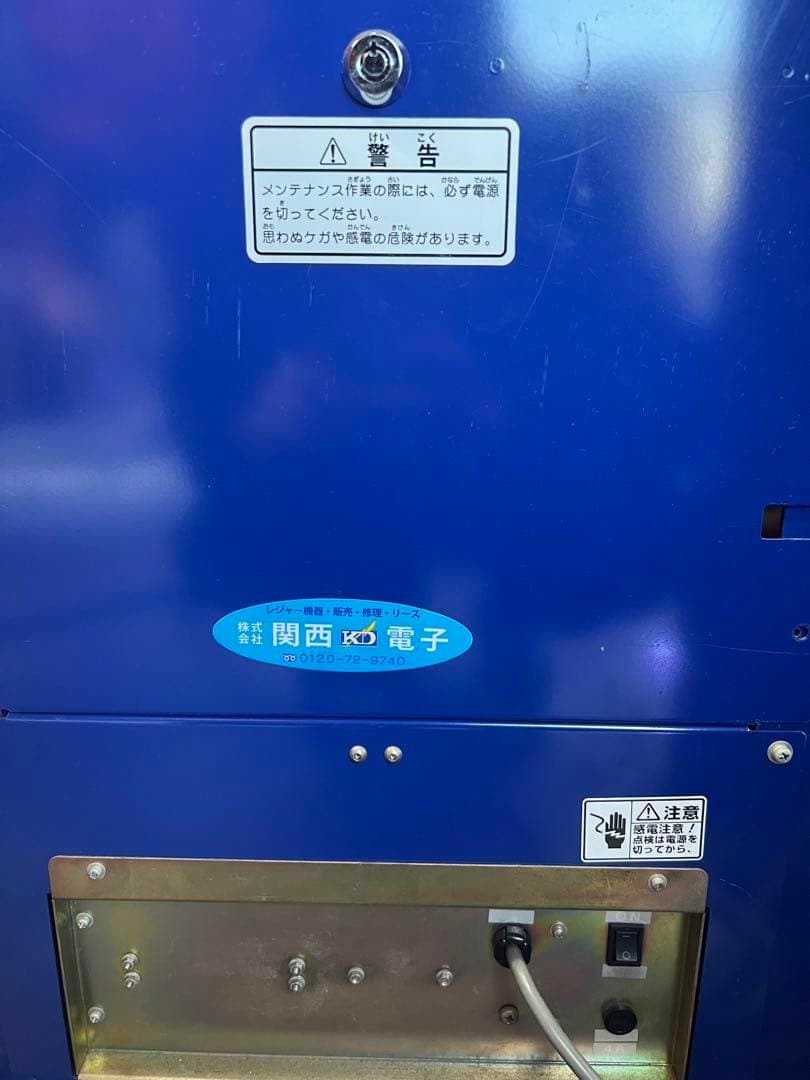 ⚠ 警告
メンテナンス作業の際には、必ず電源
を切ってください。
思わぬケガや感電の危険があります。
レジャー機器・販売・修理・リース
株式会社 関西 KD 電子
0120-72-9740
⚠ 注意
感電注意!
点検は電源を
切ってから、
ON
4A